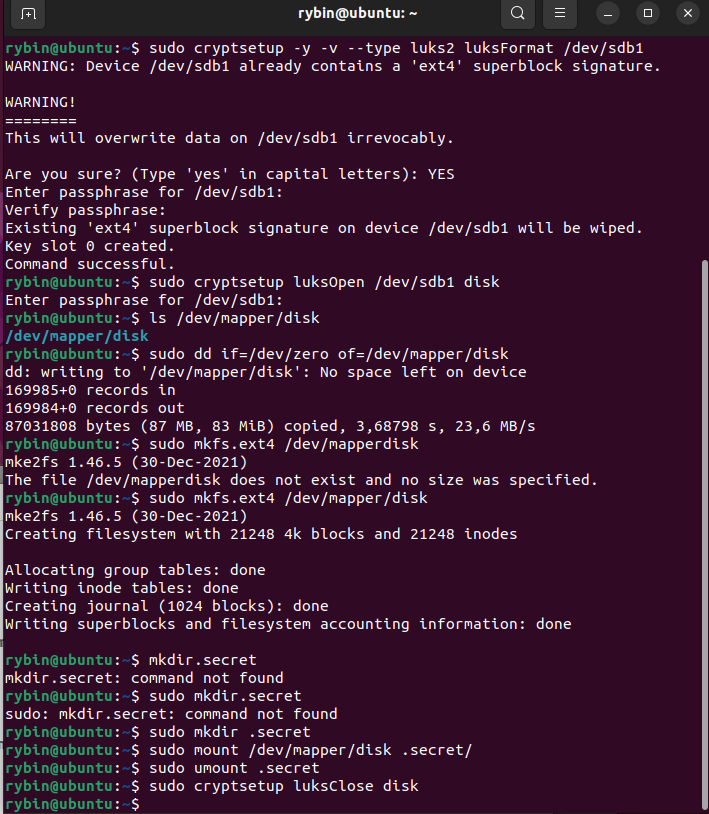 rybin@ubuntu: ~
rybin@ubuntu:~$ sudo cryptsetup -y -v --type luks2 luksFormat /dev/sdb1
WARNING: Device /dev/sdb1 already contains a 'ext4' superblock signature.
WARNING!
========
This will overwrite data on /dev/sdb1 irrevocably.
Are you sure? (Type 'yes' in capital letters): YES
Enter passphrase for /dev/sdb1:
Verify passphrase:
Existing 'ext4' superblock signature on device /dev/sdb1 will be wiped.
Key slot 0 created.
Command successful.
rybin@ubuntu:~$ sudo cryptsetup luksOpen /dev/sdb1 disk
Enter passphrase for /dev/sdb1:
rybin@ubuntu:~$ ls /dev/mapper/disk
/dev/mapper/disk
rybin@ubuntu:~$ sudo dd if=/dev/zero of=/dev/mapper/disk
dd: writing to '/dev/mapper/disk': No space left on device
169985+0 records in
169984+0 records out
87031808 bytes (87 MB, 83 MiB) copied, 3,68798 s, 23,6 MB/s
rybin@ubuntu:~$ sudo mkfs.ext4 /dev/mapperdisk
mke2fs 1.46.5 (30-Dec-2021)
The file /dev/mapperdisk does not exist and no size was specified.
rybin@ubuntu:~$ sudo mkfs.ext4 /dev/mapper/disk
mke2fs 1.46.5 (30-Dec-2021)
Creating filesystem with 21248 4k blocks and 21248 inodes
Allocating group tables: done
Writing inode tables: done
Creating journal (1024 blocks): done
Writing superblocks and filesystem accounting information: done
rybin@ubuntu:~$ mkdir.secret
mkdir.secret: command not found
rybin@ubuntu:~$ sudo mkdir.secret
sudo: mkdir.secret: command not found
rybin@ubuntu:~$ sudo mkdir .secret
rybin@ubuntu:~$ sudo mount /dev/mapper/disk .secret/
rybin@ubuntu:~$ sudo umount .secret
rybin@ubuntu:~$ sudo cryptsetup luksClose disk
rybin@ubuntu:~$